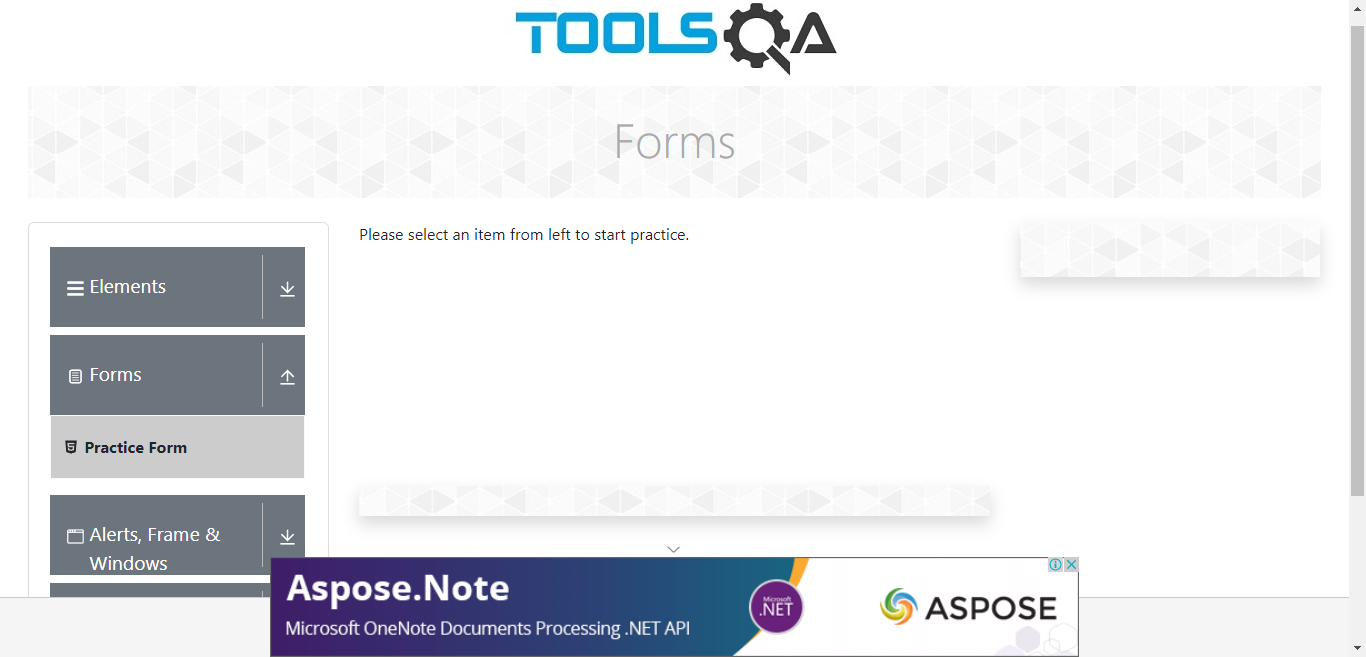 TOOLSQA
Forms
Please select an item from left to start practice.
Elements
Forms
Practice Form
Alerts, Frame &
Windows
Aspose.Note
Microsoft OneNote Documents Processing .NET API
Microsoft
.NET
ASPOSE